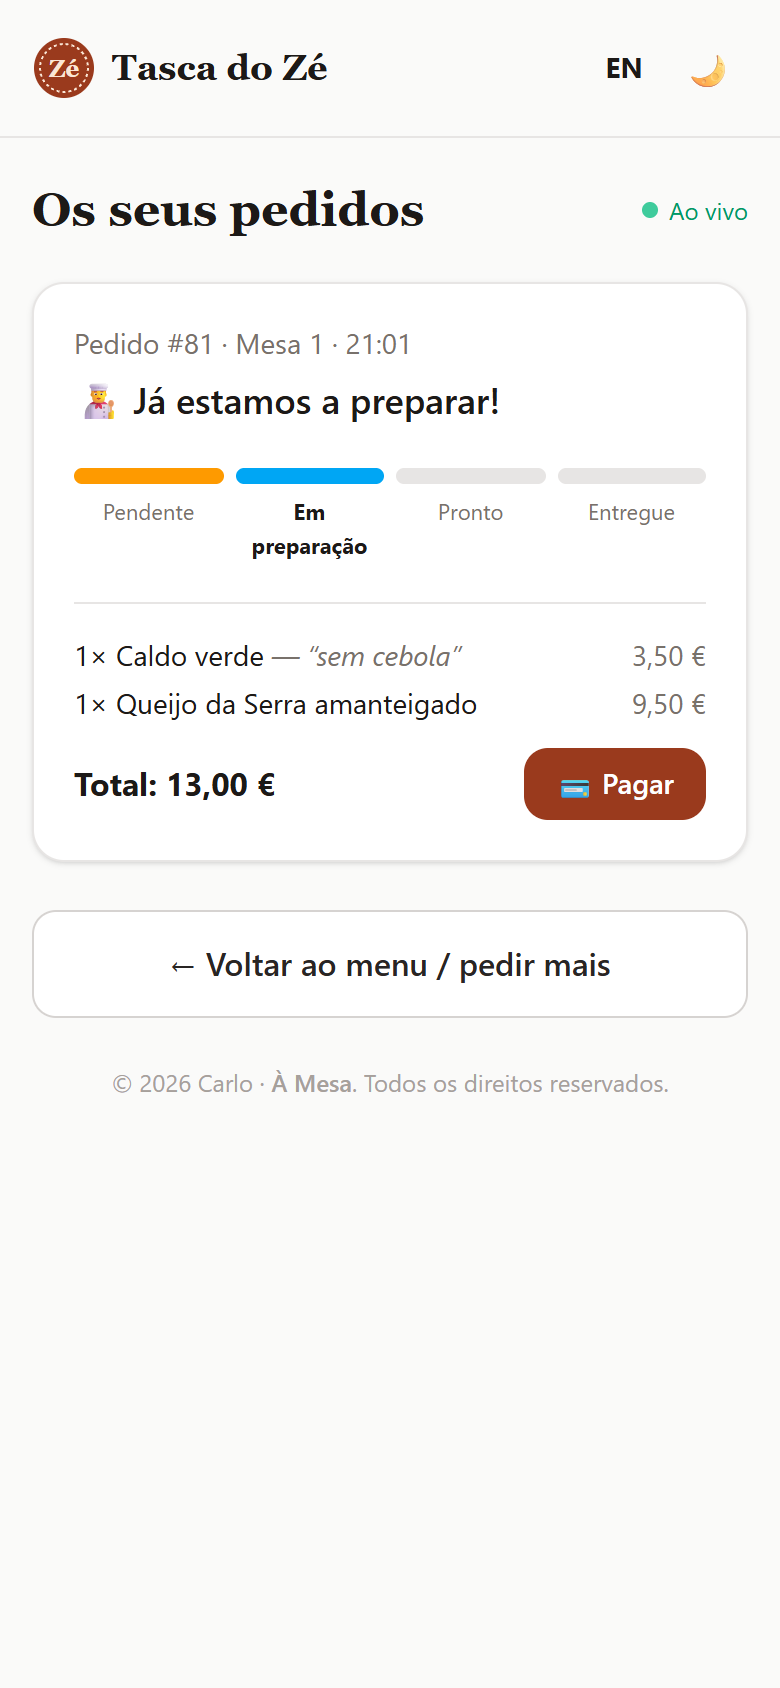 Zé
Tasca do Zé
EN
Os seus pedidos
Ao vivo
Pedido #81 · Mesa 1 · 21:01
Já estamos a preparar!
Pendente
Em
preparação
Pronto
Entregue
1× Caldo verde — “sem cebola” 3,50 €
1× Queijo da Serra amanteigado 9,50 €
Total: 13,00 €
Pagar
← Voltar ao menu / pedir mais
© 2026 Carlo · À Mesa. Todos os direitos reservados.